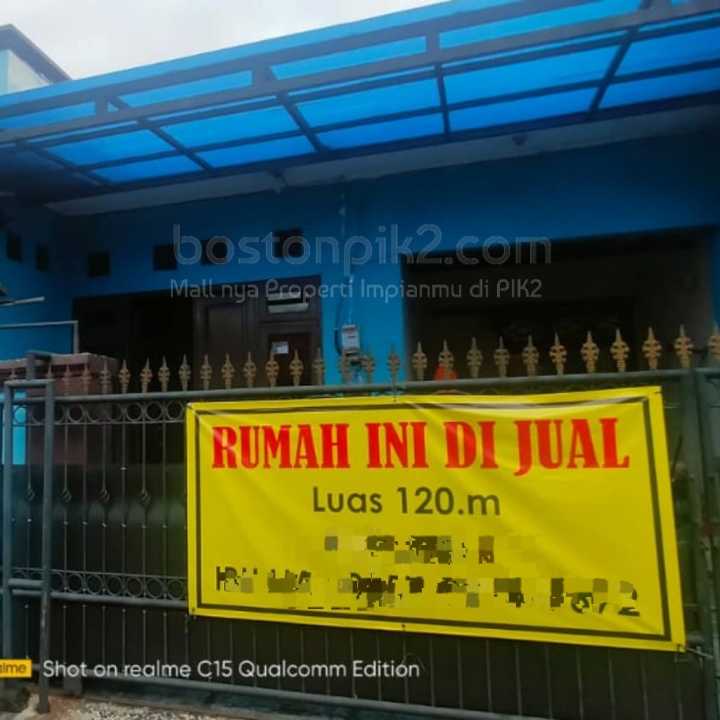 bostonpik2.com
Mall nya Properti Impianmu di PIK2
RUMAH INI DI JUAL
Luas 120.m
realme
Shot on realme C15 Qualcomm Edition